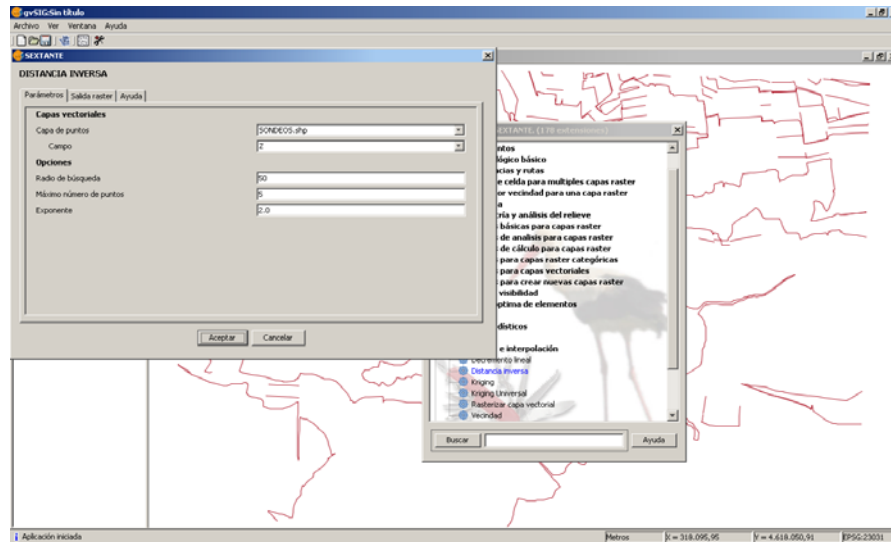 gvSIG:Sin título
Archivo Ver Ventana Ayuda
SEXTANTE
DISTANCIA INVERSA
Parámetros Salida raster Ayuda
Capas vectoriales
Capa de puntos SONDEOS.shp
Campo Z
Opciones
Radio de búsqueda 50
Máximo número de puntos 5
Exponente 2.0
Aceptar Cancelar
SEXTANTE. (170 extensiones)
ntos
lógico básico
cias y rutas
e celda para multiples capas raster
or vecindad para una capa raster
a
tría y análisis del relieve
básicas para capas raster
de analisis para capas raster
de cálculo para capas raster
para capas raster categóricas
para capas vectoriales
para crear nuevas capas raster
visibilidad
óptima de elementos
dísticos
e interpolación
Decremento lineal
Distancia inversa
Kriging
Kriging Universal
Rasterizar capa vectorial
Vecindad
Buscar Ayuda
Aplicación iniciada Metros X = 318.095,95 Y = 4.618.050,91 EPSG:23031